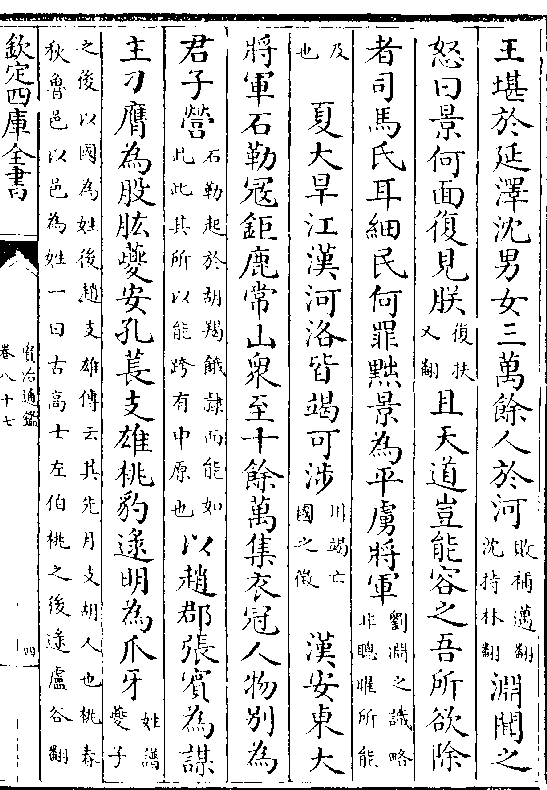 王堪於延澤沈男女三萬餘人於河敗補邁翻沈持林翻淵聞之
怒曰景何面復見朕復扶又翻且天道豈能容之吾所欲除
者司馬氏耳細民何罪黜景為平虜將軍劉淵之識略非聰曜所能
及也夏大旱江漢河洛皆竭可涉川竭亡國之徵漢安東大
將軍石勒寇鉅鹿常山衆至十餘萬集衣冠人物别為
君子營石勒起於胡羯餓隸而能如此此其所以能跨有中原也以趙郡張賓為謀
主刁膺為股肱夔安孔萇支雄桃豹逯明為爪牙姓譜夔子
之後以國為姓後趙支雄傳云其先月支胡人也桃春
秋魯邑以邑為姓一曰古高士左伯桃之後逯盧谷翻
欽定四庫全書
資治通鑑
卷八十七
四